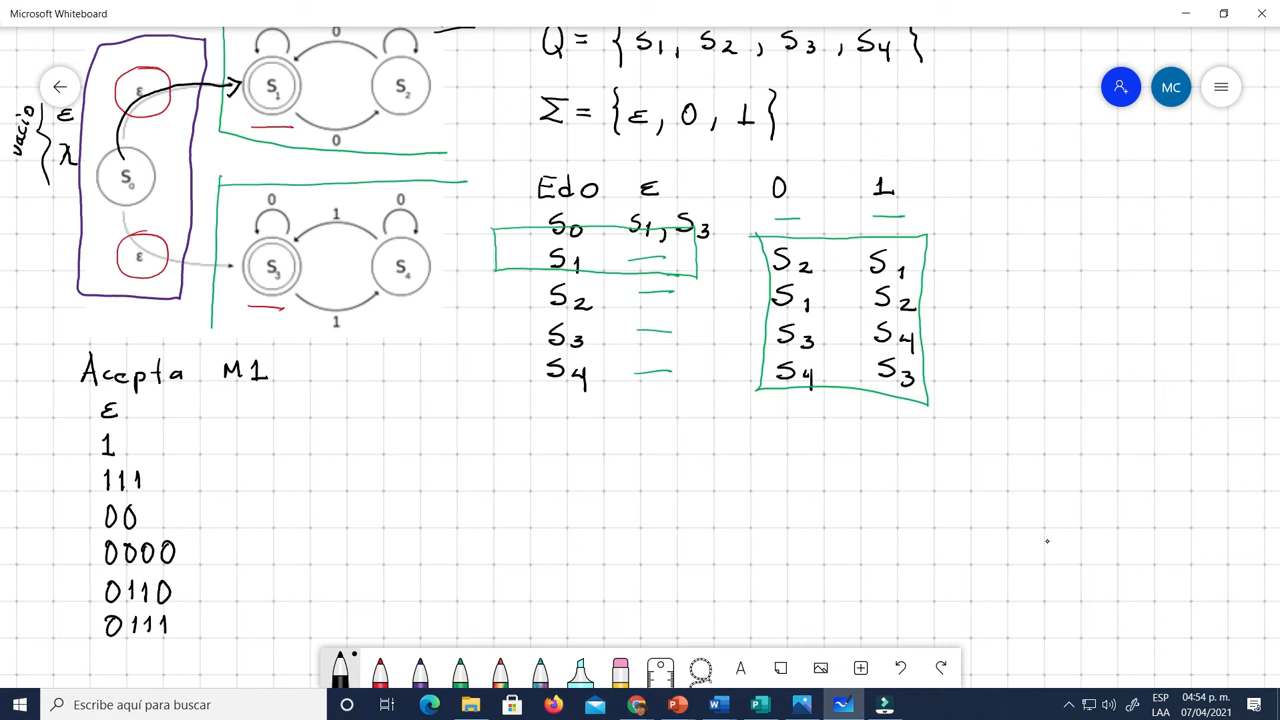 Microsoft Whiteboard
Q = { S1, S2, S3, S4 }
Σ = { ε, 0, 1 }
vacio { ε
λ
ε
S0
ε
0
S1
S2
0
0
1
0
S3
S4
1
Edo ε 0 1
S0 S1, S3
S1 — S2 S1
S2 — S1 S2
S3 — S3 S4
S4 — S4 S3
Acepta M1
ε
1
111
00
0000
0110
0111
MC
A
Escribe aquí para buscar
ESP
LAA
04:54 p. m.
07/04/2021